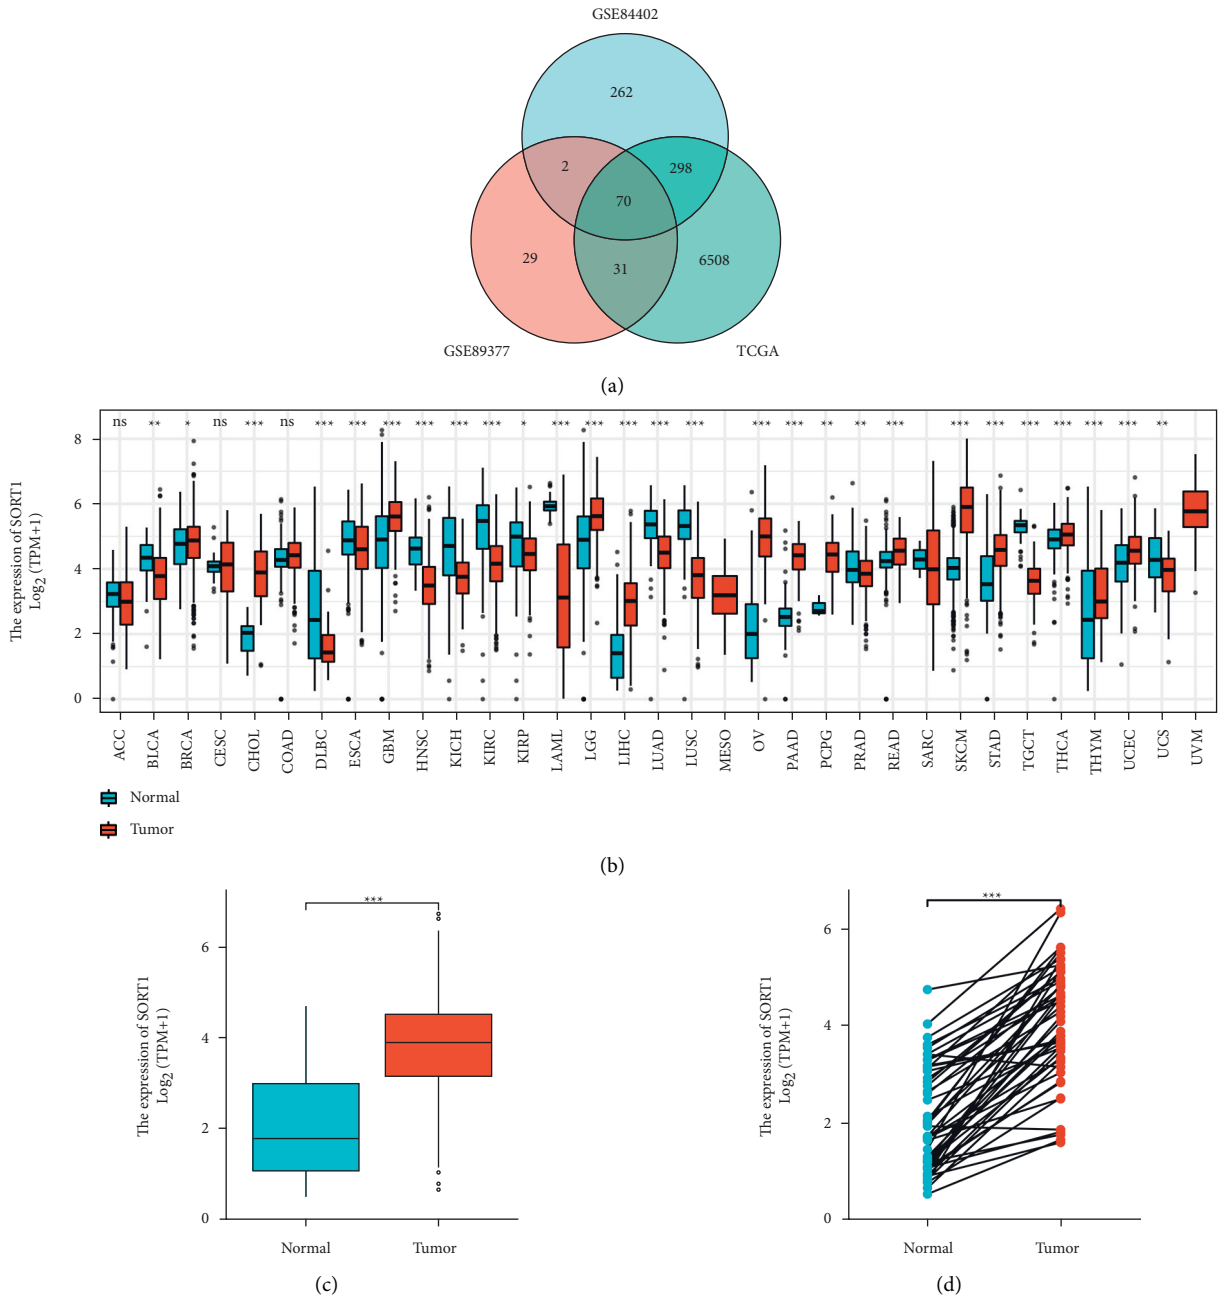 GSE84402
262
2
298
70
29
31
6508
GSE89377
TCGA
(a)
The expression of SORT1
Log2 (TPM+1)
8
6
4
2
0
ns
**
*
ns
***
ns
***
***
***
***
***
***
*
***
***
***
***
***
***
***
***
**
***
***
***
***
***
***
***
**
ACC
BLCA
BRCA
CESC
CHOL
COAD
DLBC
ESCA
GBM
HNSC
KICH
KIRC
KIRP
LAML
LGG
LIHC
LUAD
LUSC
MESO
OV
PAAD
PCPG
PRAD
READ
SARC
SKCM
STAD
TGCT
THCA
THYM
UCEC
UCS
UVM
Normal
Tumor
(b)
The expression of SORT1
Log2 (TPM+1)
6
4
2
0
***
Normal
Tumor
(c)
The expression of SORT1
Log2 (TPM+1)
6
4
2
0
***
Normal
Tumor
(d)